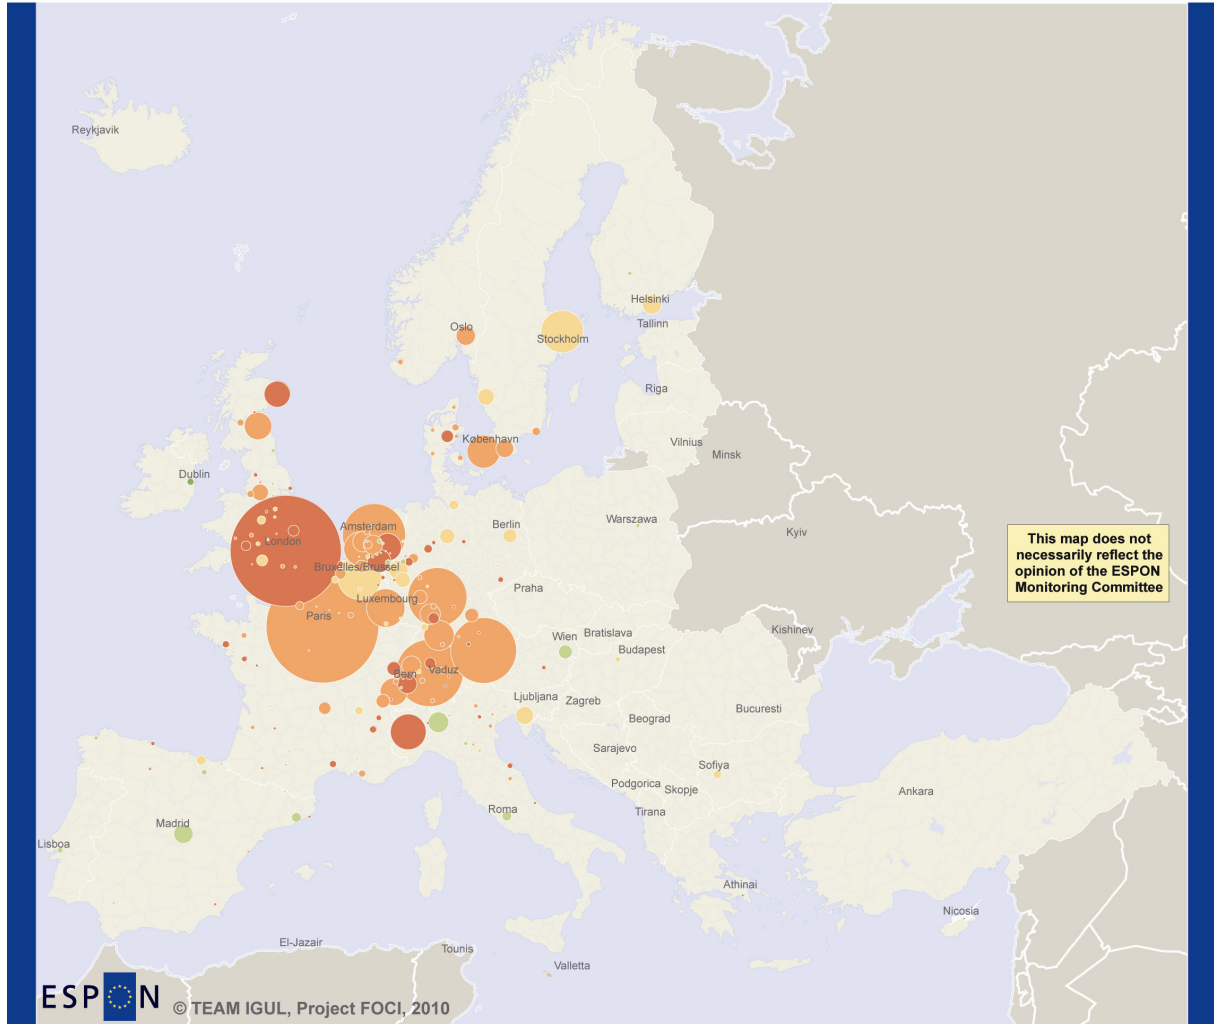 Reykjavik
Helsinki
Oslo
Tallinn
Stockholm
Riga
København
Vilnius
Minsk
Dublin
Warszawa
Berlin
Amsterdam
Kyiv
London
This map does not
necessarily reflect the
opinion of the ESPON
Monitoring Committee
Bruxelles/Brussel
Praha
Luxembourg
Paris
Kishinev
Wien
Bratislava
Budapest
Bern
Vaduz
Ljubljana
Zagreb
Bucuresti
Beograd
Sarajevo
Sofiya
Podgorica
Skopje
Ankara
Roma
Tirana
Madrid
Lisboa
Athinai
Nicosia
El-Jazair
Tounis
Valletta
ESPON
© TEAM IGUL, Project FOCI, 2010